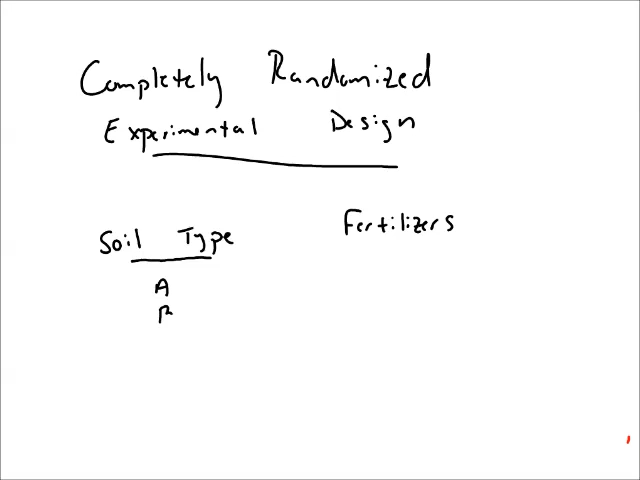 Completely Randomized
Experimental Design
Soil Type
Fertilizers
A